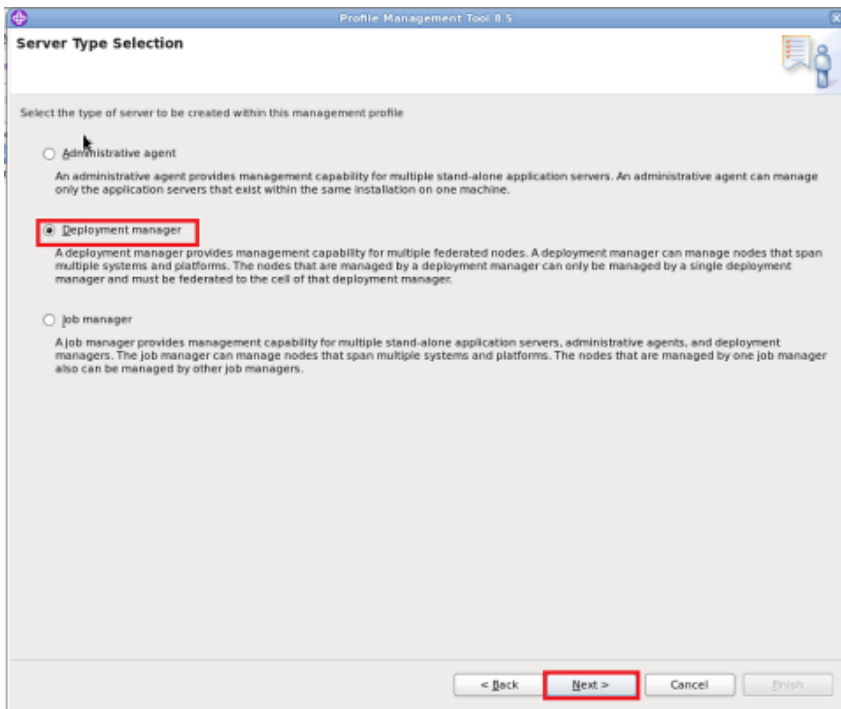 Profile Management Tool 8.5
Server Type Selection
Select the type of server to be created within this management profile
Administrative agent
An administrative agent provides management capability for multiple stand-alone application servers. An administrative agent can manage
only the application servers that exist within the same installation on one machine.
Deployment manager
A deployment manager provides management capability for multiple federated nodes. A deployment manager can manage nodes that span
multiple systems and platforms. The nodes that are managed by a deployment manager can only be managed by a single deployment
manager and must be federated to the cell of that deployment manager.
Job manager
A job manager provides management capability for multiple stand-alone application servers, administrative agents, and deployment
managers. The job manager can manage nodes that span multiple systems and platforms. The nodes that are managed by one job manager
also can be managed by other job managers.
< Back Next > Cancel Finish